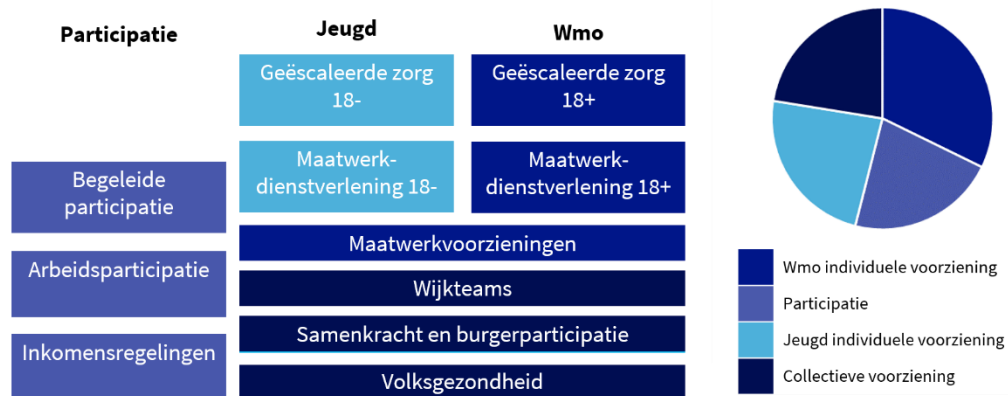 Participatie
Jeugd
Wmo
Geëscaleerde zorg
18-
Geëscaleerde zorg
18+
Maatwerk-
dienstverlening 18-
Maatwerk-
dienstverlening 18+
Begeleide
participatie
Maatwerkvoorzieningen
Arbeidsparticipatie
Wijkteams
Samenkracht en burgerparticipatie
Inkomensregelingen
Volksgezondheid
Wmo individuele voorziening
Participatie
Jeugd individuele voorziening
Collectieve voorziening